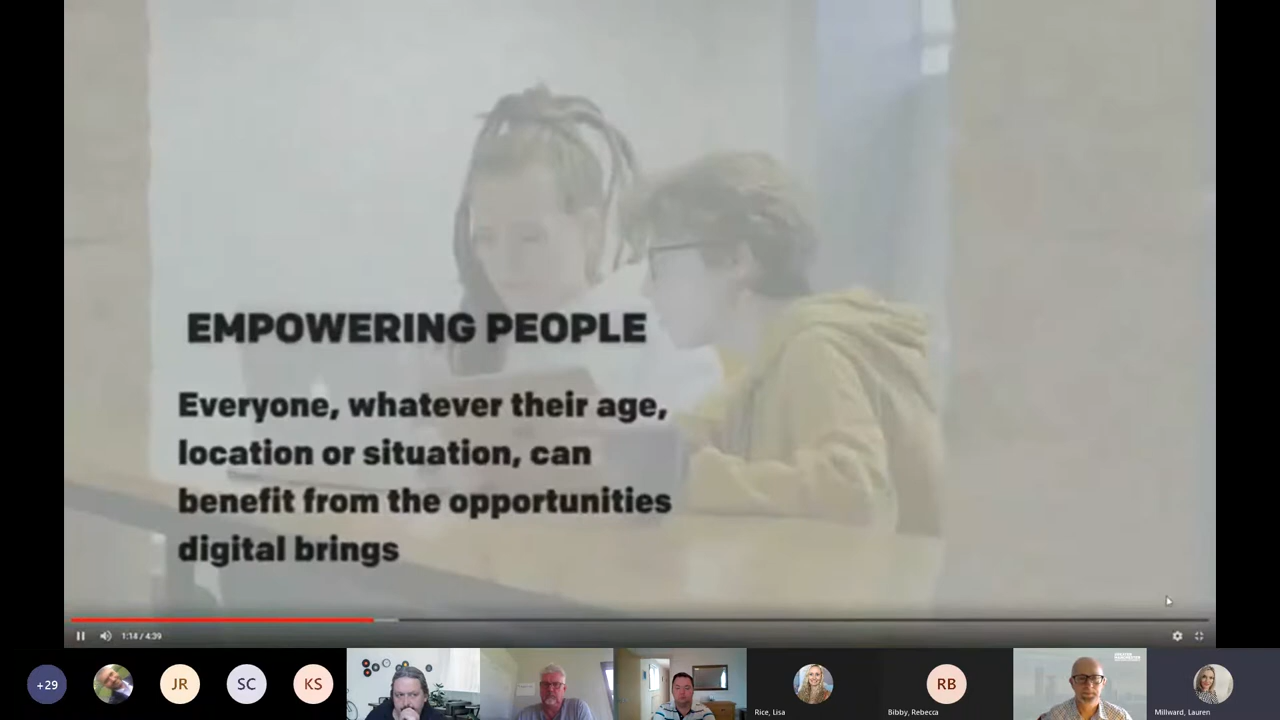 EMPOWERING PEOPLE
Everyone, whatever their age,
location or situation, can
benefit from the opportunities
digital brings
1:14 / 4:39
+29
JR
SC
KS
Rice, Lisa
RB
Bibby, Rebecca
Millward, Lauren